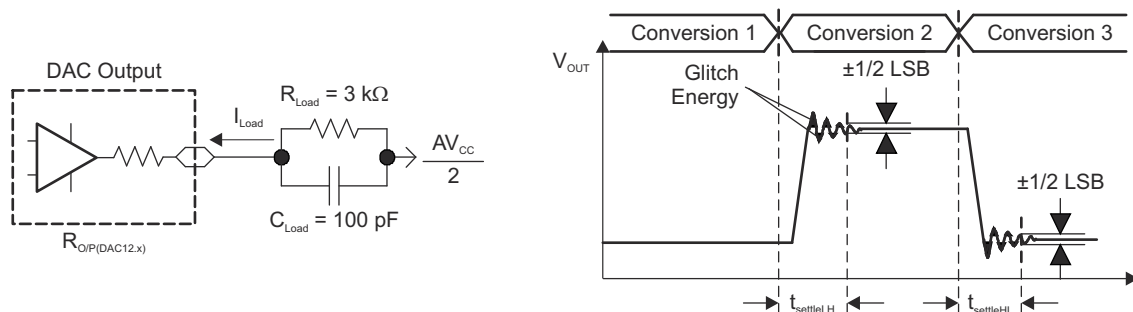 DAC Output
I_Load
R_Load = 3 kΩ
AV_CC
2
C_Load = 100 pF
R_O/P(DAC12.x)
Conversion 1
Conversion 2
Conversion 3
V_OUT
Glitch
Energy
±1/2 LSB
±1/2 LSB
t_settleLH
t_settleHL